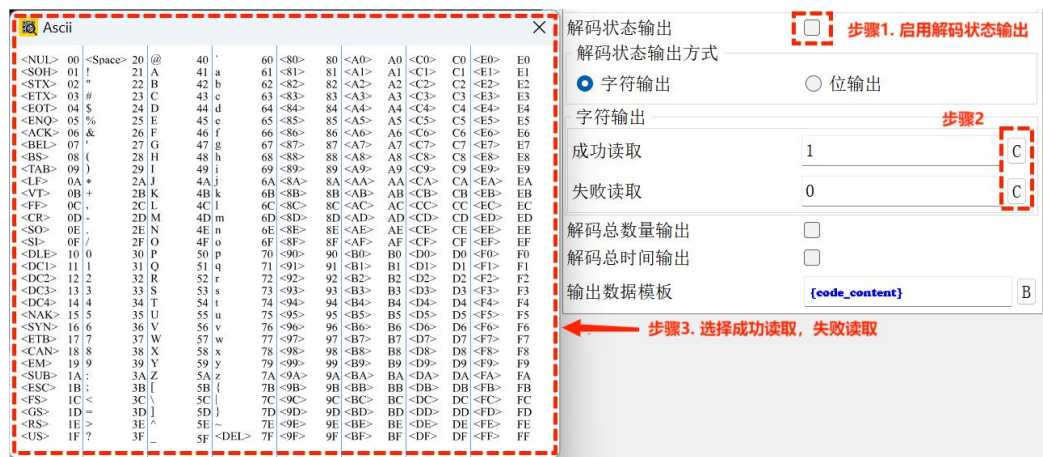 Ascii
<NUL> 00 <Space> 20 @ 40 ` 60 <80> 80 <A0> A0 <C0> C0 <E0> E0
<SOH> 01 ! 21 A 41 a 61 <81> 81 <A1> A1 <C1> C1 <E1> E1
<STX> 02 " 22 B 42 b 62 <82> 82 <A2> A2 <C2> C2 <E2> E2
<ETX> 03 # 23 C 43 c 63 <83> 83 <A3> A3 <C3> C3 <E3> E3
<EOT> 04 $ 24 D 44 d 64 <84> 84 <A4> A4 <C4> C4 <E4> E4
<ENQ> 05 % 25 E 45 e 65 <85> 85 <A5> A5 <C5> C5 <E5> E5
<ACK> 06 & 26 F 46 f 66 <86> 86 <A6> A6 <C6> C6 <E6> E6
<BEL> 07 ' 27 G 47 g 67 <87> 87 <A7> A7 <C7> C7 <E7> E7
<BS> 08 ( 28 H 48 h 68 <88> 88 <A8> A8 <C8> C8 <E8> E8
<TAB> 09 ) 29 I 49 i 69 <89> 89 <A9> A9 <C9> C9 <E9> E9
<LF> 0A * 2A J 4A j 6A <8A> 8A <AA> AA <CA> CA <EA> EA
<VT> 0B + 2B K 4B k 6B <8B> 8B <AB> AB <CB> CB <EB> EB
<FF> 0C , 2C L 4C l 6C <8C> 8C <AC> AC <CC> CC <EC> EC
<CR> 0D - 2D M 4D m 6D <8D> 8D <AD> AD <CD> CD <ED> ED
<SO> 0E . 2E N 4E n 6E <8E> 8E <AE> AE <CE> CE <EE> EE
<SI> 0F / 2F O 4F o 6F <8F> 8F <AF> AF <CF> CF <EF> EF
<DLE> 10 0 30 P 50 p 70 <90> 90 <B0> B0 <D0> D0 <F0> F0
<DC1> 11 1 31 Q 51 q 71 <91> 91 <B1> B1 <D1> D1 <F1> F1
<DC2> 12 2 32 R 52 r 72 <92> 92 <B2> B2 <D2> D2 <F2> F2
<DC3> 13 3 33 S 53 s 73 <93> 93 <B3> B3 <D3> D3 <F3> F3
<DC4> 14 4 34 T 54 t 74 <94> 94 <B4> B4 <D4> D4 <F4> F4
<NAK> 15 5 35 U 55 u 75 <95> 95 <B5> B5 <D5> D5 <F5> F5
<SYN> 16 6 36 V 56 v 76 <96> 96 <B6> B6 <D6> D6 <F6> F6
<ETB> 17 7 37 W 57 w 77 <97> 97 <B7> B7 <D7> D7 <F7> F7
<CAN> 18 8 38 X 58 x 78 <98> 98 <B8> B8 <D8> D8 <F8> F8
<EM> 19 9 39 Y 59 y 79 <99> 99 <B9> B9 <D9> D9 <F9> F9
<SUB> 1A : 3A Z 5A z 7A <9A> 9A <BA> BA <DA> DA <FA> FA
<ESC> 1B ; 3B [ 5B { 7B <9B> 9B <BB> BB <DB> DB <FB> FB
<FS> 1C < 3C \ 5C | 7C <9C> 9C <BC> BC <DC> DC <FC> FC
<GS> 1D = 3D ] 5D } 7D <9D> 9D <BD> BD <DD> DD <FD> FD
<RS> 1E > 3E ^ 5E ~ 7E <9E> 9E <BE> BE <DE> DE <FE> FE
<US> 1F ? 3F _ 5F <DEL> 7F <9F> 9F <BF> BF <DF> DF <FF> FF
解码状态输出 步骤1. 启用解码状态输出
解码状态输出方式
字符输出 位输出
字符输出 步骤2
成功读取 1 C
失败读取 0 C
解码总数量输出
解码总时间输出
输出数据模板 {code_content} B
步骤3. 选择成功读取，失败读取